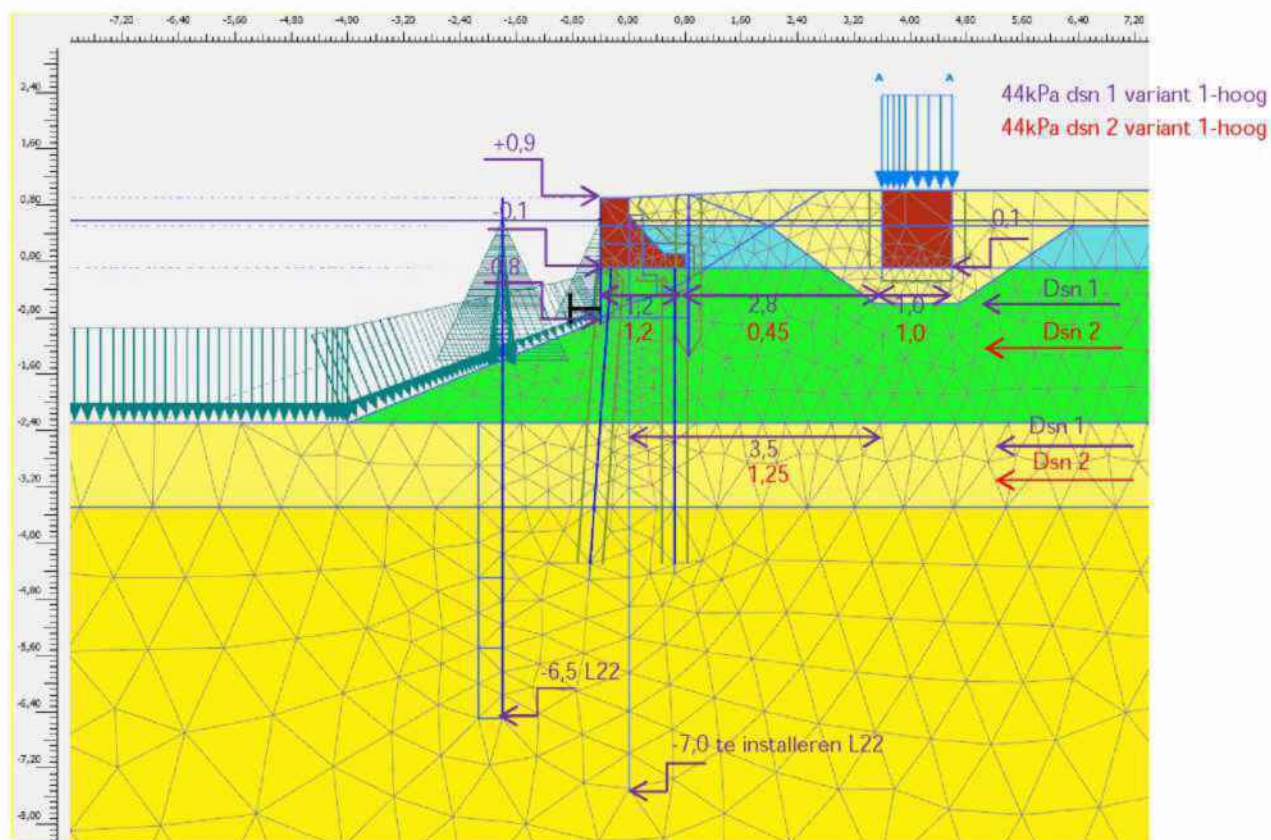 -7,20 -6,40 -5,60 -4,80 -4,00 -3,20 -2,40 -1,60 -0,80 0,00 0,80 1,60 2,40 3,20 4,00 4,80 5,60 6,40 7,20
2,40
A A
44kPa dsn 1 variant 1-hoog
44kPa dsn 2 variant 1-hoog
1,60
+0,9
0,80
-0,1
0,1
0,00
0,8
-0,80
1,2 2,8 1,0 Dsn 1
1,2 0,45 1,0 Dsn 2
-1,60
-2,40
3,5 Dsn 1
1,25 Dsn 2
-3,20
-4,00
-4,80
-5,60
-6,5 L22
-6,40
-7,0 te installeren L22
-7,20
-8,00